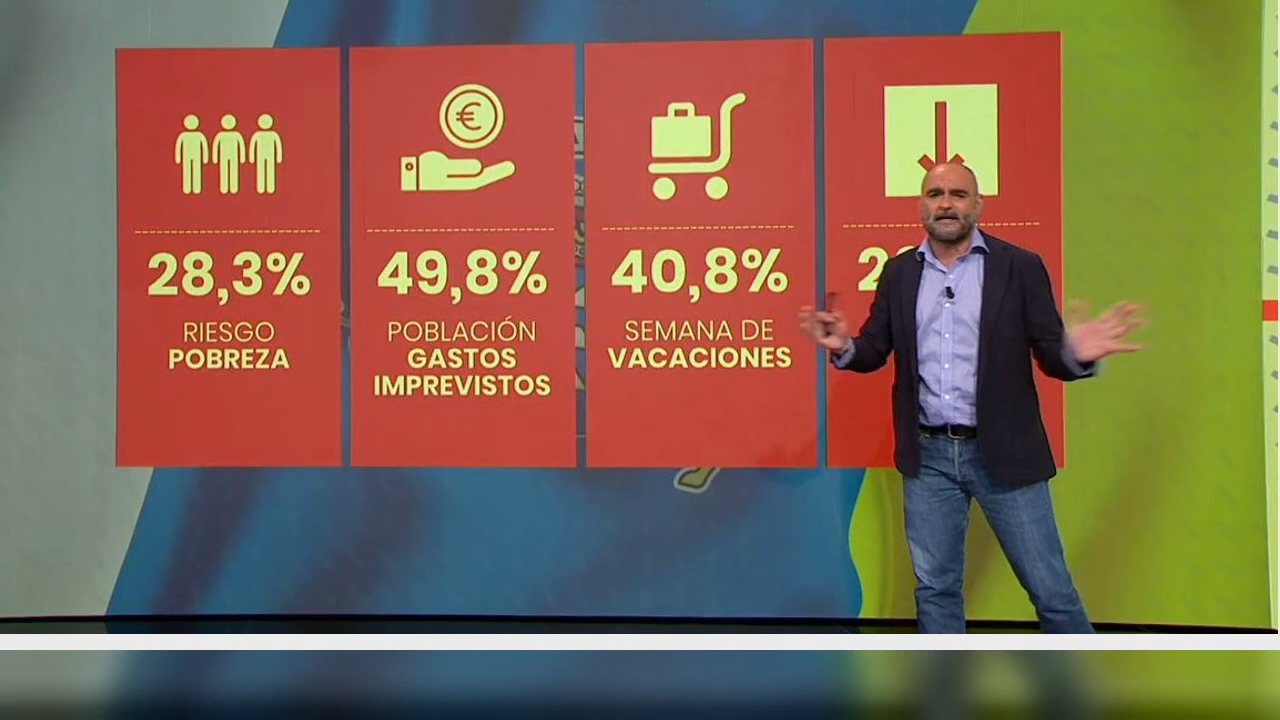 28,3%
RIESGO
POBREZA
49,8%
POBLACIÓN
GASTOS
IMPREVISTOS
40,8%
SEMANA DE
VACACIONES